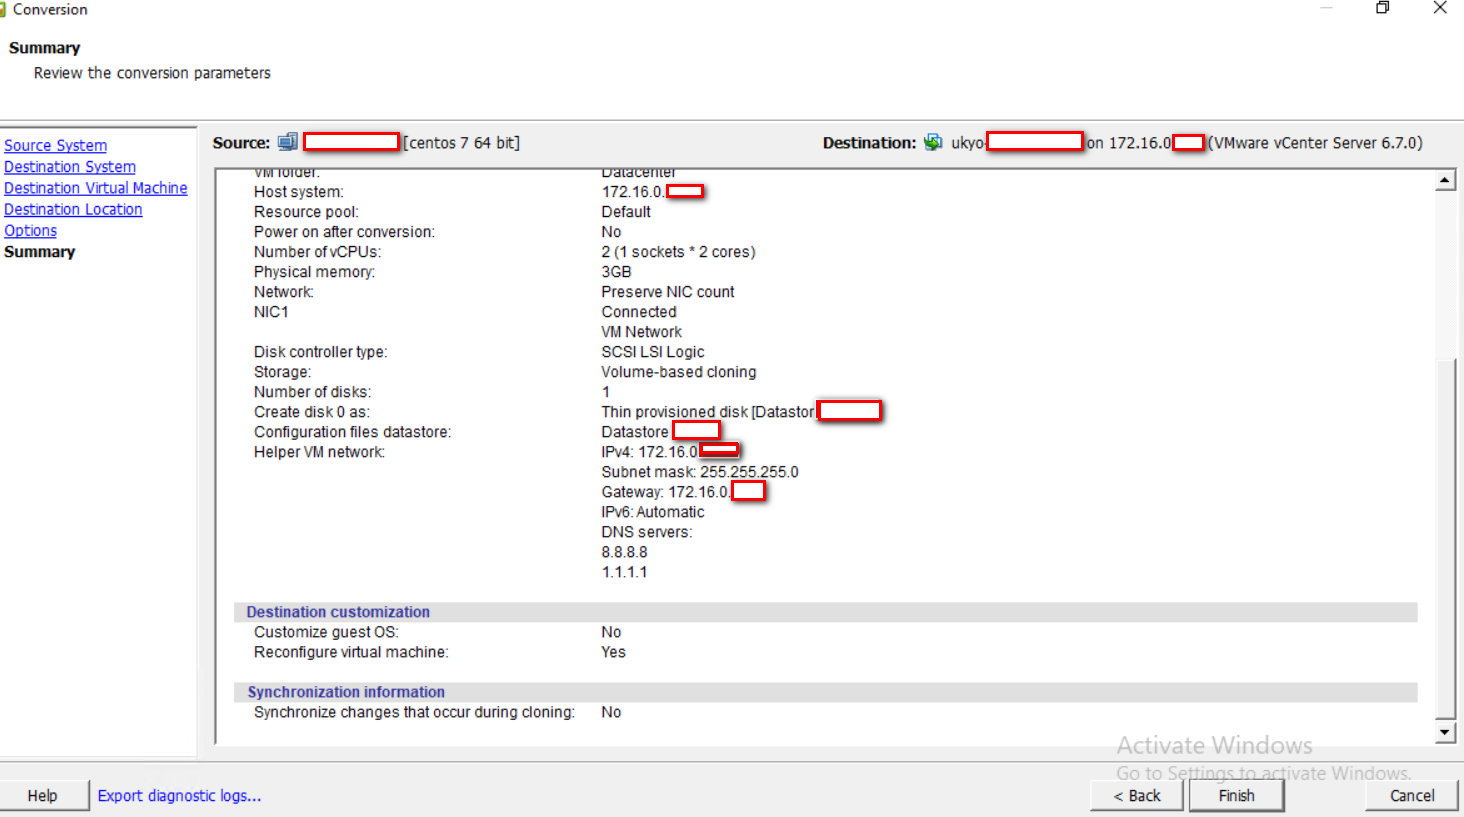 Conversion
Summary
Review the conversion parameters
Source System
Destination System
Destination Virtual Machine
Destination Location
Options
Summary
Source: [centos 7 64 bit]
Destination: ukyo- on 172.16.0 (VMware vCenter Server 6.7.0)
VM folder: Datacenter
Host system: 172.16.0.
Resource pool: Default
Power on after conversion: No
Number of vCPUs: 2 (1 sockets * 2 cores)
Physical memory: 3GB
Network: Preserve NIC count
NIC1 Connected
VM Network
Disk controller type: SCSI LSI Logic
Storage: Volume-based cloning
Number of disks: 1
Create disk 0 as: Thin provisioned disk [Datastor
Configuration files datastore: Datastore
Helper VM network: IPv4: 172.16.0
Subnet mask: 255.255.255.0
Gateway: 172.16.0.
IPv6: Automatic
DNS servers:
8.8.8.8
1.1.1.1
Destination customization
Customize guest OS: No
Reconfigure virtual machine: Yes
Synchronization information
Synchronize changes that occur during cloning: No
Activate Windows
Go to Settings to activate Windows.
Help
Export diagnostic logs...
< Back
Finish
Cancel